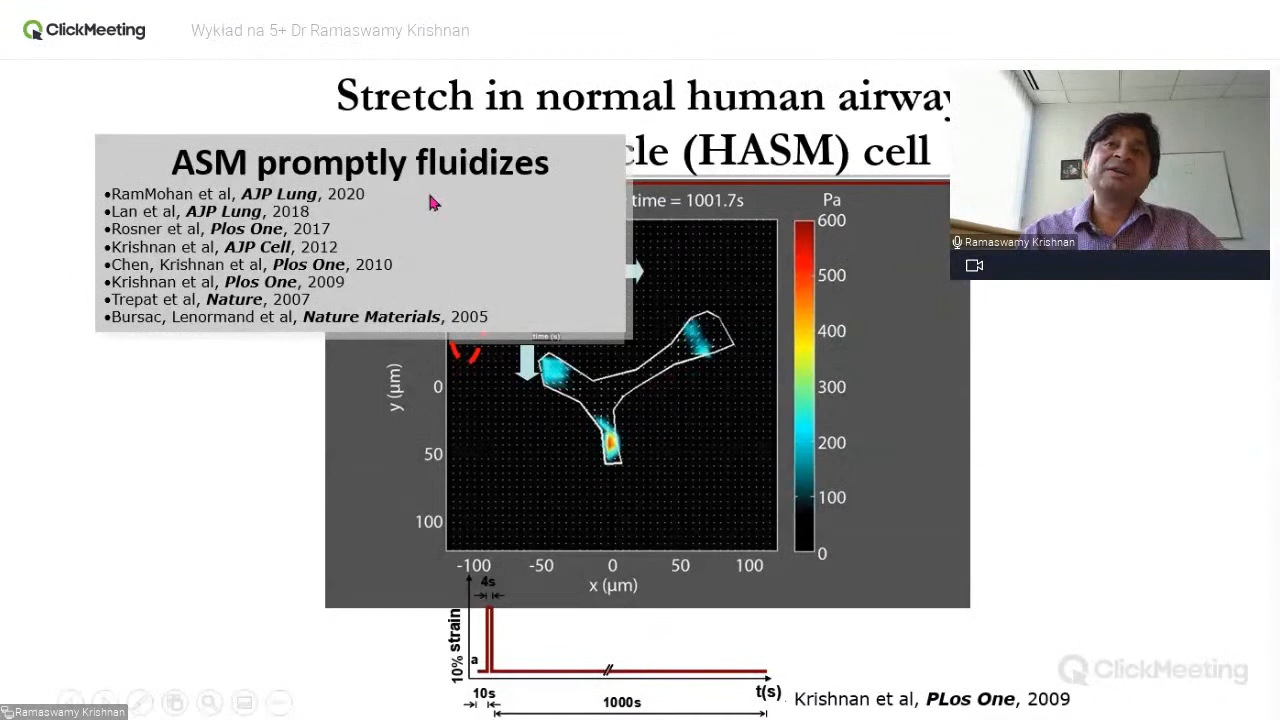 ClickMeeting
Wykład na 5+ Dr Ramaswamy Krishnan
Stretch in normal human airway
cle (HASM) cell
ASM promptly fluidizes
•RamMohan et al, AJP Lung, 2020
•Lan et al, AJP Lung, 2018
•Rosner et al, Plos One, 2017
•Krishnan et al, AJP Cell, 2012
•Chen, Krishnan et al, Plos One, 2010
•Krishnan et al, Plos One, 2009
•Trepat et al, Nature, 2007
•Bursac, Lenormand et al, Nature Materials, 2005
time (s)
time = 1001.7s
Pa
600
500
400
300
200
100
0
y (µm)
0
50
100
-100 -50 0 50 100
x (µm)
4s
10% strain
a
10s
1000s
t(s)
Krishnan et al, PLos One, 2009
Ramaswamy Krishnan
ClickMeeting
Ramaswamy Krishnan